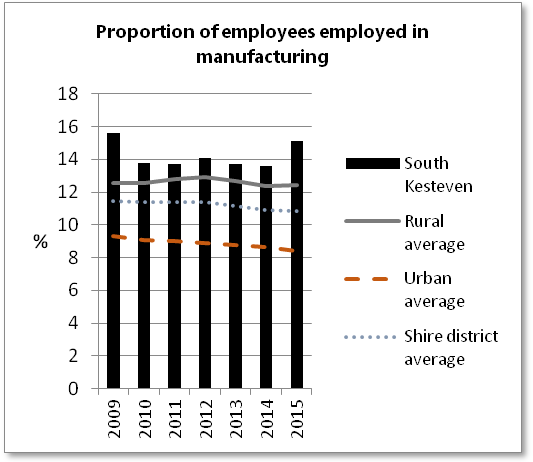 Proportion of employees employed in
manufacturing
18
16
14
12
10
8
6
4
2
0
%
2009
2010
2011
2012
2013
2014
2015
South
Kesteven
Rural
average
Urban
average
Shire district
average